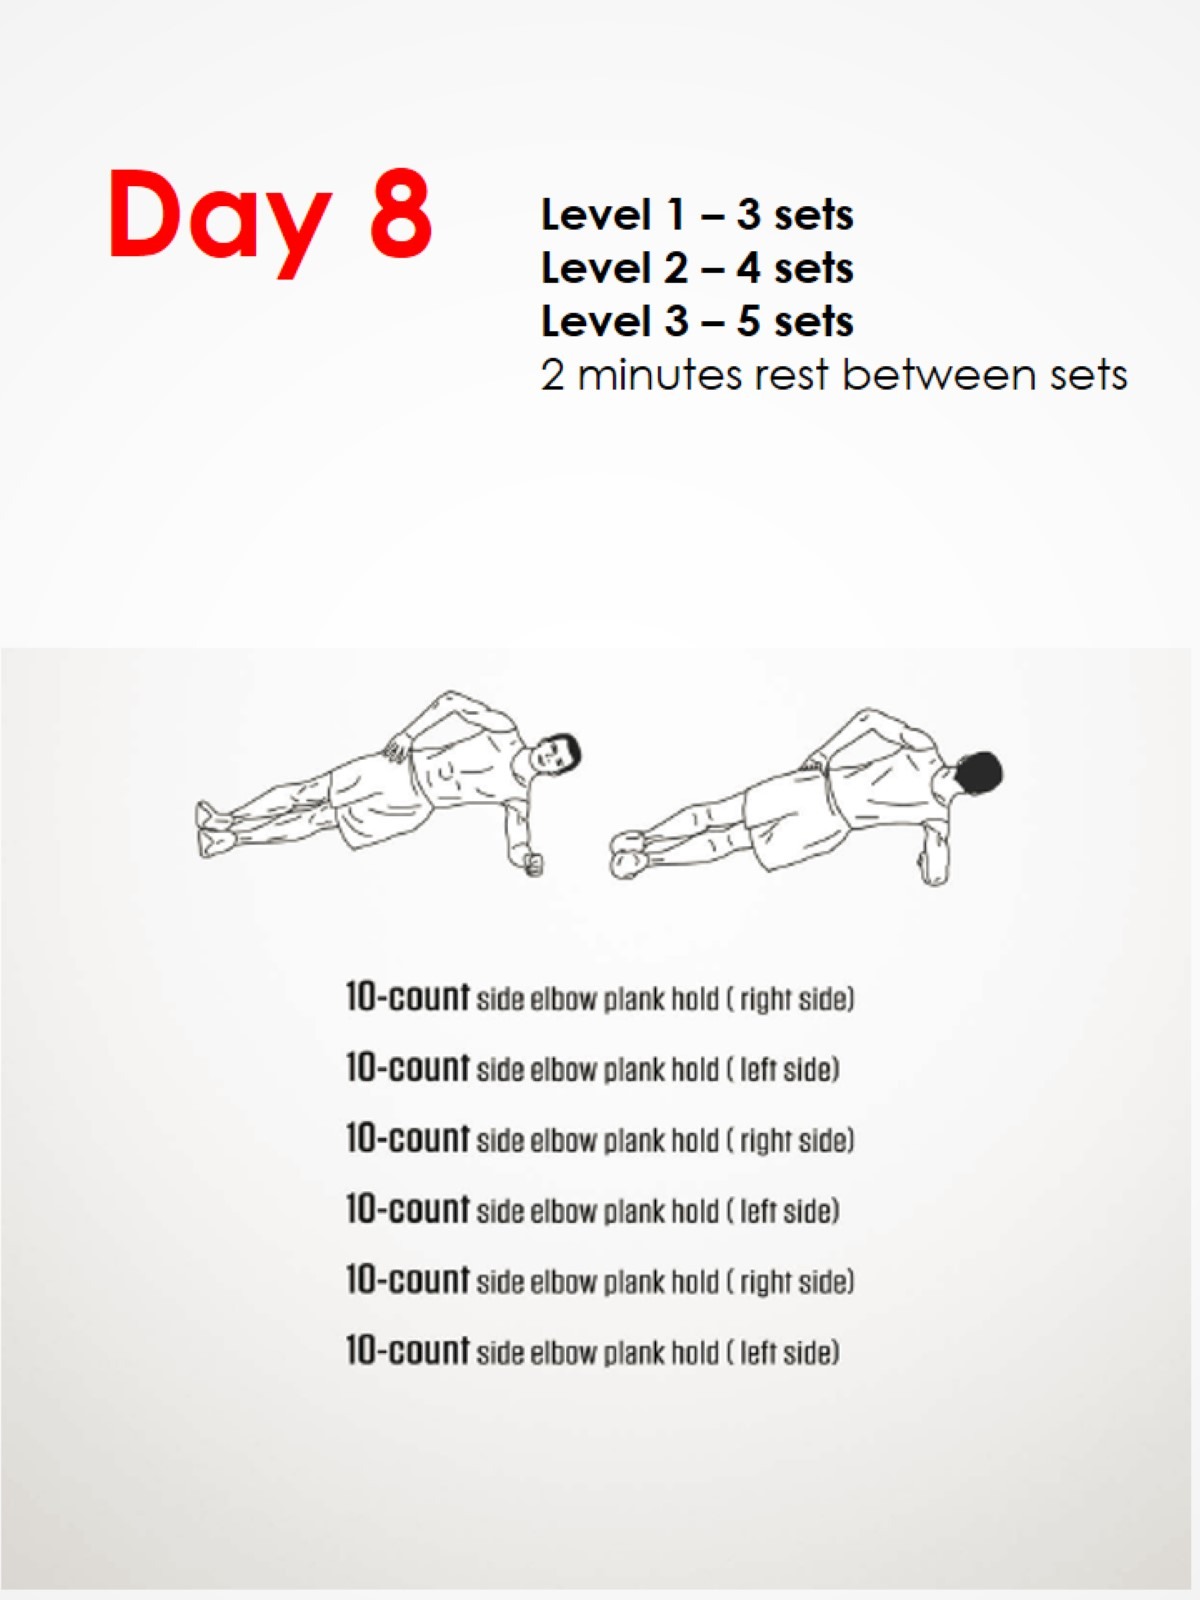 Day 8
Level 1 – 3 sets
Level 2 – 4 sets
Level 3 – 5 sets
2 minutes rest between sets
10-count side elbow plank hold ( right side)
10-count side elbow plank hold ( left side)
10-count side elbow plank hold ( right side)
10-count side elbow plank hold ( left side)
10-count side elbow plank hold ( right side)
10-count side elbow plank hold ( left side)